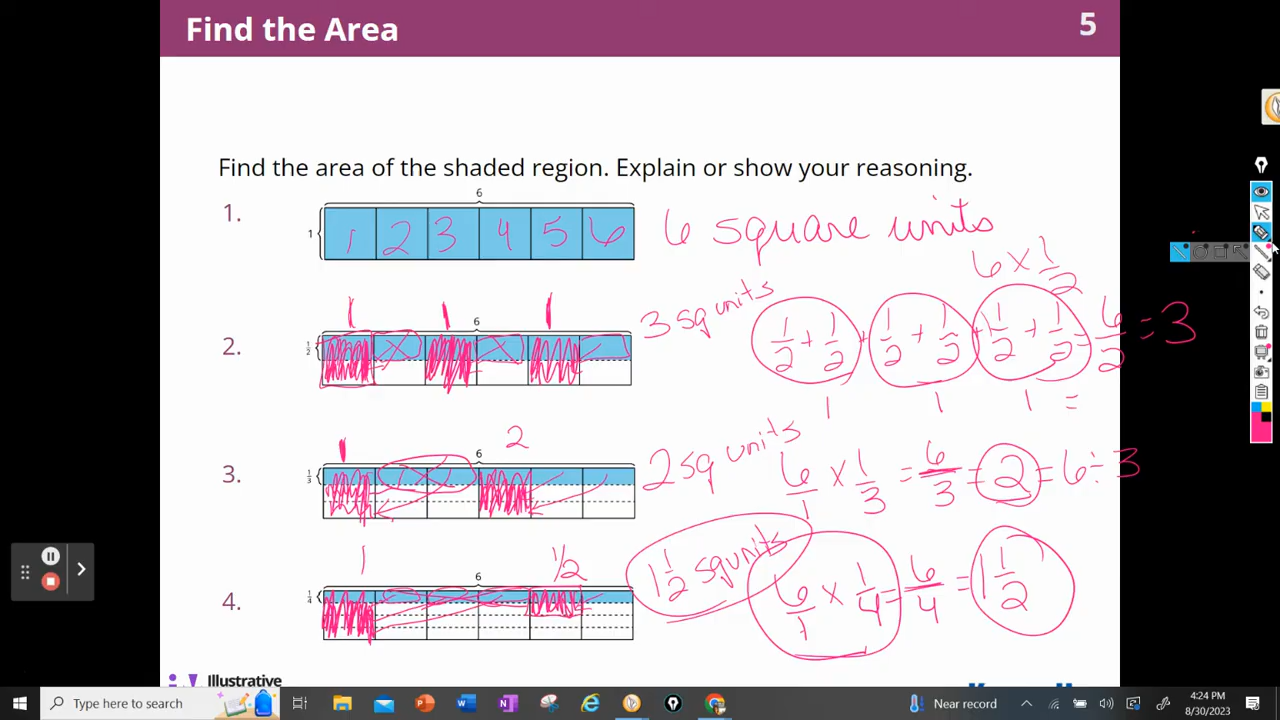 Find the Area
5
Find the area of the shaded region. Explain or show your reasoning.
6
1.
1
1 2 3 4 5 6
6 square units
6 × 1/2
1 1 1
6
2.
1/2
3 sq units
1/2 + 1/2 + 1/2 + 1/2 + 1/2 + 1/2 = 6/2 = 3
1 1 1 =
1 2
6
3.
1/3
2 sq units
6/1 × 1/3 = 6/3 = 2 = 6 ÷ 3
1 1/2
6
4.
1/4
1 1/2 sq units
6/1 × 1/4 = 6/4 = 1 1/2
Illustrative
Type here to search
Near record
4:24 PM
8/30/2023